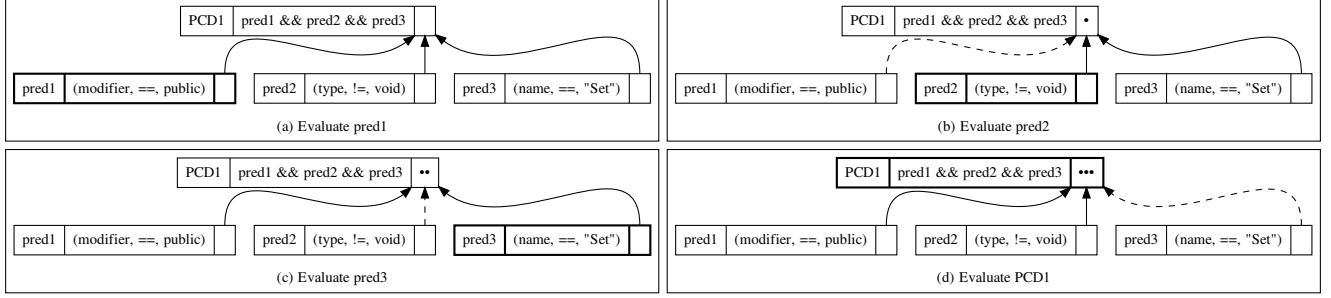 PCD1 pred1 && pred2 && pred3
pred1 (modifier, ==, public) pred2 (type, !=, void) pred3 (name, ==, "Set")
(a) Evaluate pred1
PCD1 pred1 && pred2 && pred3 •
pred1 (modifier, ==, public) pred2 (type, !=, void) pred3 (name, ==, "Set")
(b) Evaluate pred2
PCD1 pred1 && pred2 && pred3 ••
pred1 (modifier, ==, public) pred2 (type, !=, void) pred3 (name, ==, "Set")
(c) Evaluate pred3
PCD1 pred1 && pred2 && pred3 •••
pred1 (modifier, ==, public) pred2 (type, !=, void) pred3 (name, ==, "Set")
(d) Evaluate PCD1